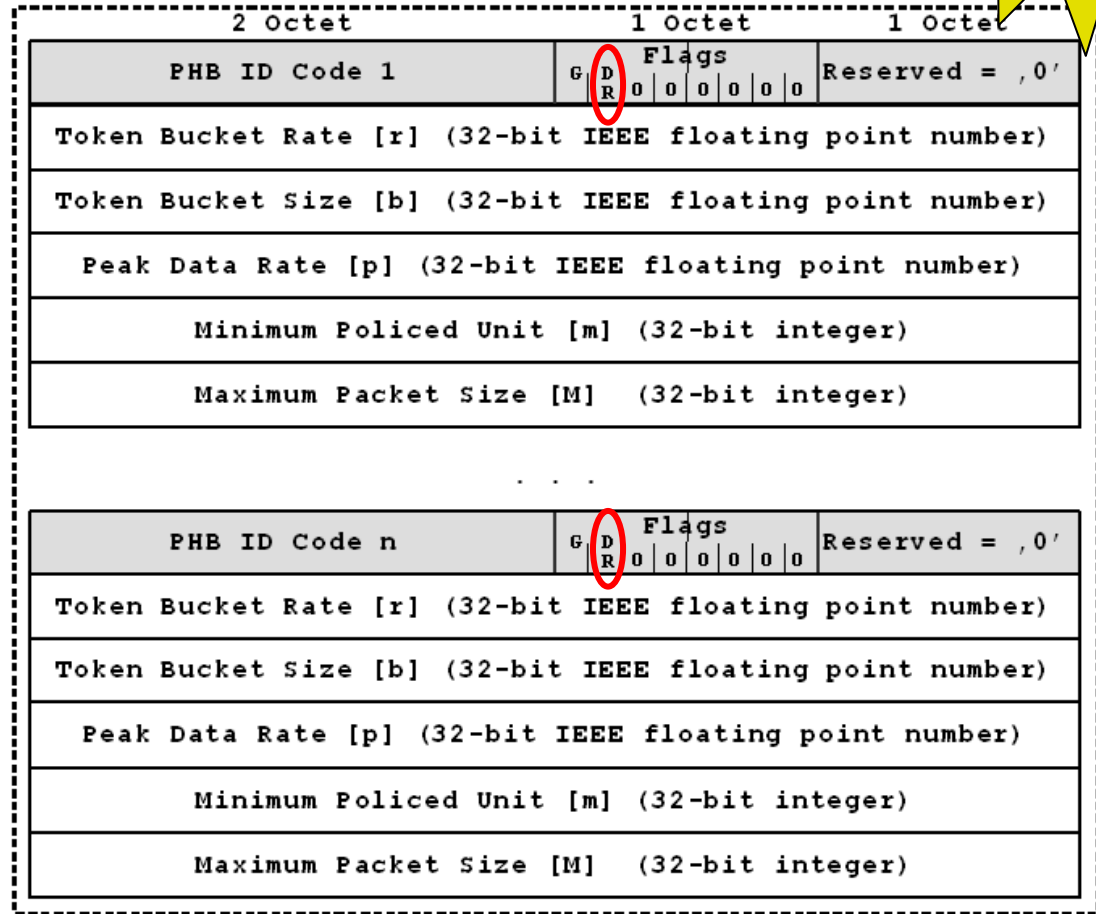 2 Octet 1 Octet 1 Octet
PHB ID Code 1 G D R Flags 0 0 0 0 0 0 Reserved = ‚0’
Token Bucket Rate [r] (32-bit IEEE floating point number)
Token Bucket Size [b] (32-bit IEEE floating point number)
Peak Data Rate [p] (32-bit IEEE floating point number)
Minimum Policed Unit [m] (32-bit integer)
Maximum Packet Size [M] (32-bit integer)
. . .
PHB ID Code n G D R Flags 0 0 0 0 0 0 Reserved = ‚0’
Token Bucket Rate [r] (32-bit IEEE floating point number)
Token Bucket Size [b] (32-bit IEEE floating point number)
Peak Data Rate [p] (32-bit IEEE floating point number)
Minimum Policed Unit [m] (32-bit integer)
Maximum Packet Size [M] (32-bit integer)